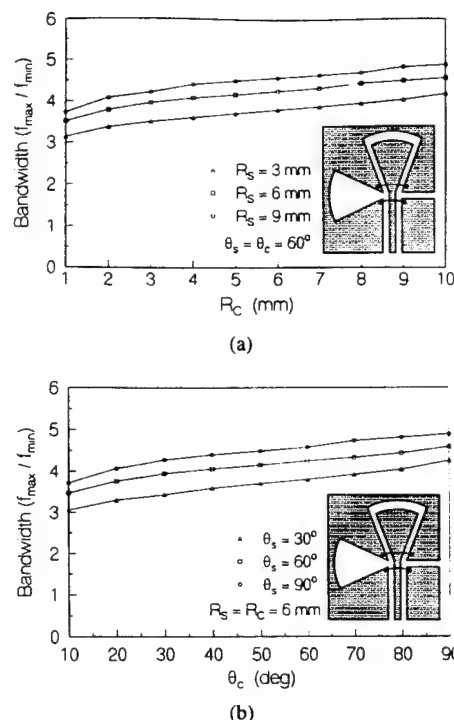 6
5
4
3
2
1
0
Bandwidth (fmax / fmin)
▵ RS = 3 mm
□ RS = 6 mm
○ RS = 9 mm
θs = θc = 60°
1 2 3 4 5 6 7 8 9 10
RC (mm)
(a)
6
5
4
3
2
1
0
Bandwidth (fmax / fmin)
▵ θs = 30°
□ θs = 60°
○ θs = 90°
RS = RC = 6 mm
10 20 30 40 50 60 70 80 90
θc (deg)
(b)